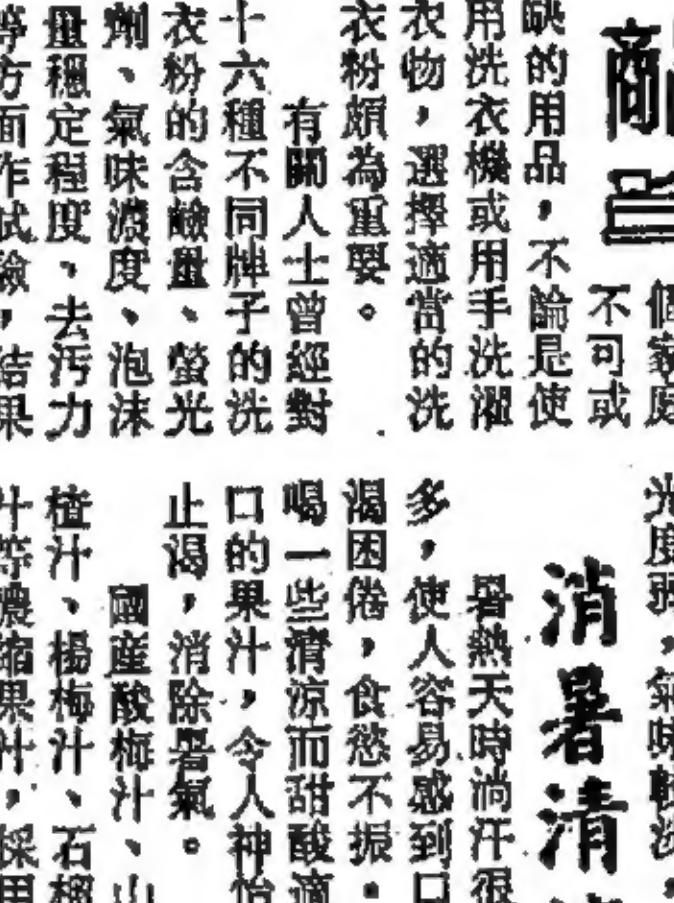 個家庭
不可或
缺的用品，不論是使
用洗衣機或用手洗濯
衣物，選擇適當的洗
衣粉頗為重要。
有關人士曾經對
十六種不同牌子的洗
衣粉的含鹼量、螢光
劑、氣味濃度、泡沫
量穩定程度、去污力
等方面作試驗，結果
光度弱，氣味較淡，
消暑清
暑熱天時淌汗很
多，使人容易感到口
渴困倦，食慾不振。
喝一些清涼而甜酸適
口的果汁，令人神怡
止渴，消除暑氣。
國産酸梅汁、山
楂汁、楊梅汁、石榴
汁等濃縮果汁，採用